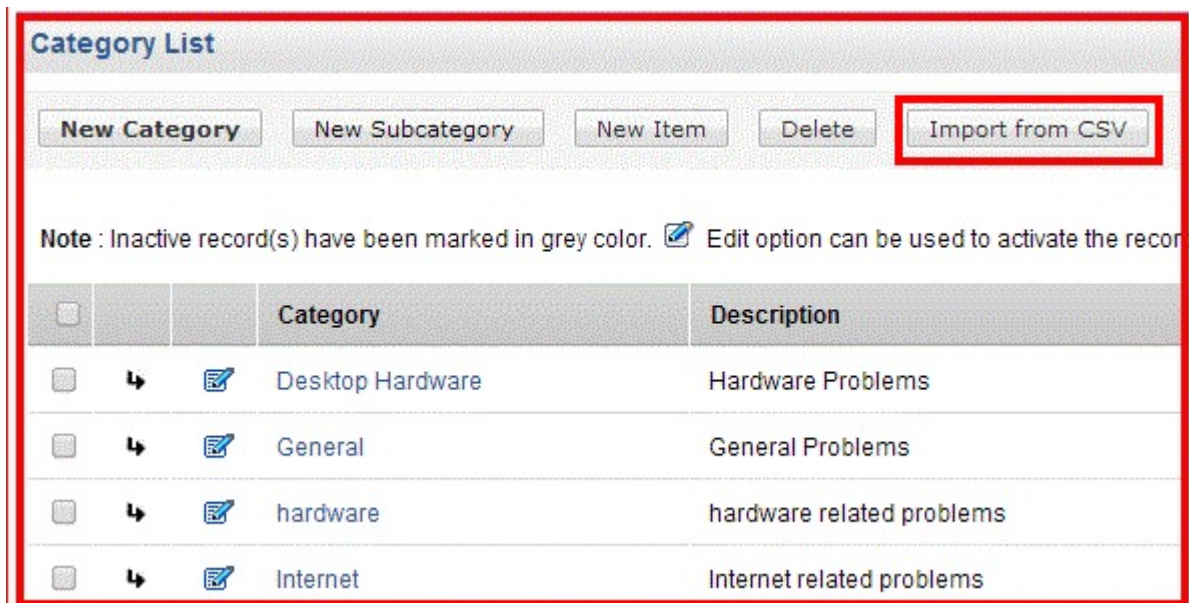 Category List
New Category New Subcategory New Item Delete Import from CSV
Note : Inactive record(s) have been marked in grey color. Edit option can be used to activate the recor
Category Description
Desktop Hardware Hardware Problems
General General Problems
hardware hardware related problems
Internet Internet related problems